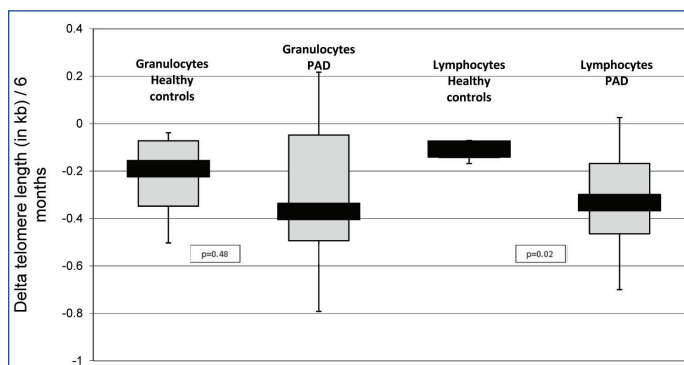 Delta telomere length (in kb) / 6
months
0.4
0.2
0
-0.2
-0.4
-0.6
-0.8
-1
Granulocytes
Healthy
controls
Granulocytes
PAD
Lymphocytes
Healthy
controls
Lymphocytes
PAD
p=0.48
p=0.02